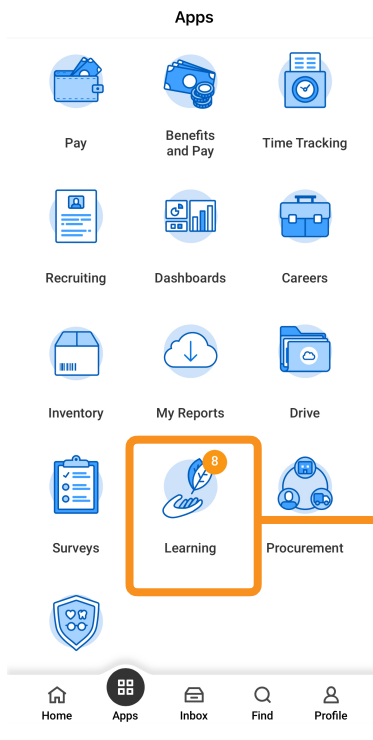 Apps
Pay
Benefits
and Pay
Time Tracking
Recruiting
Dashboards
Careers
Inventory
My Reports
Drive
8
Surveys
Learning
Procurement
Home
Apps
Inbox
Find
Profile